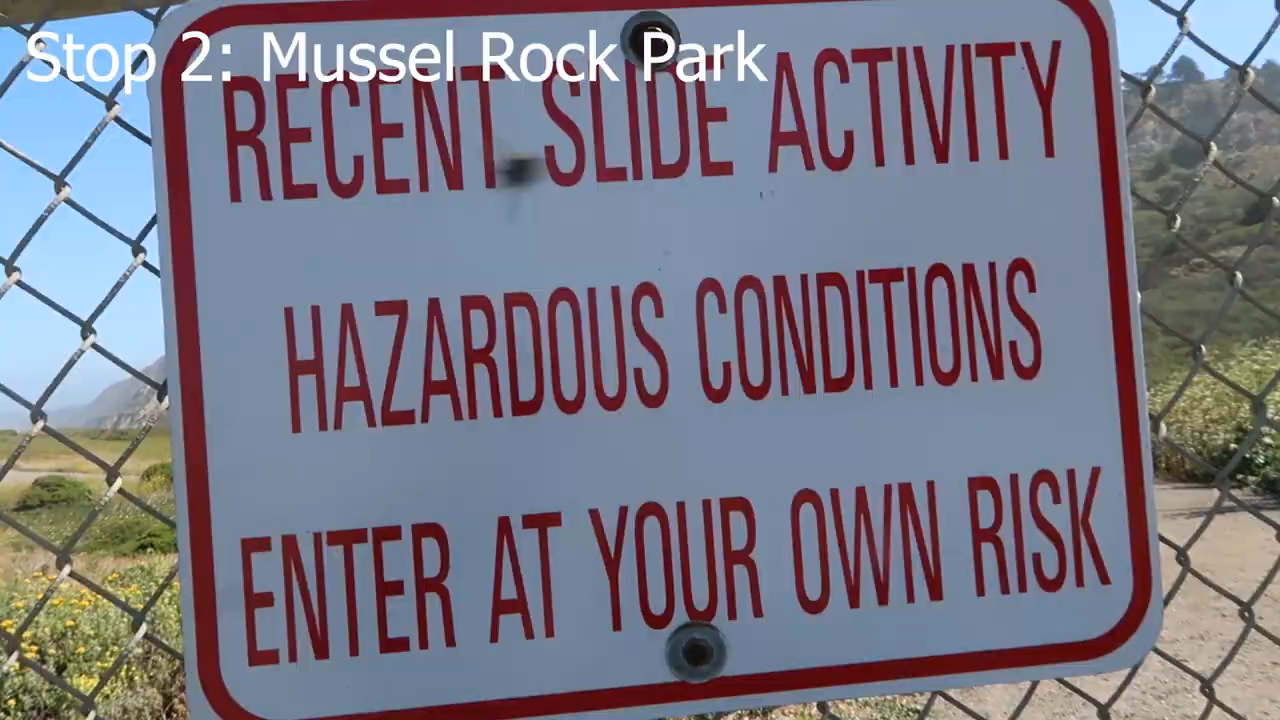 Stop 2: Mussel Rock Park
RECENT SLIDE ACTIVITY
HAZARDOUS CONDITIONS
ENTER AT YOUR OWN RISK